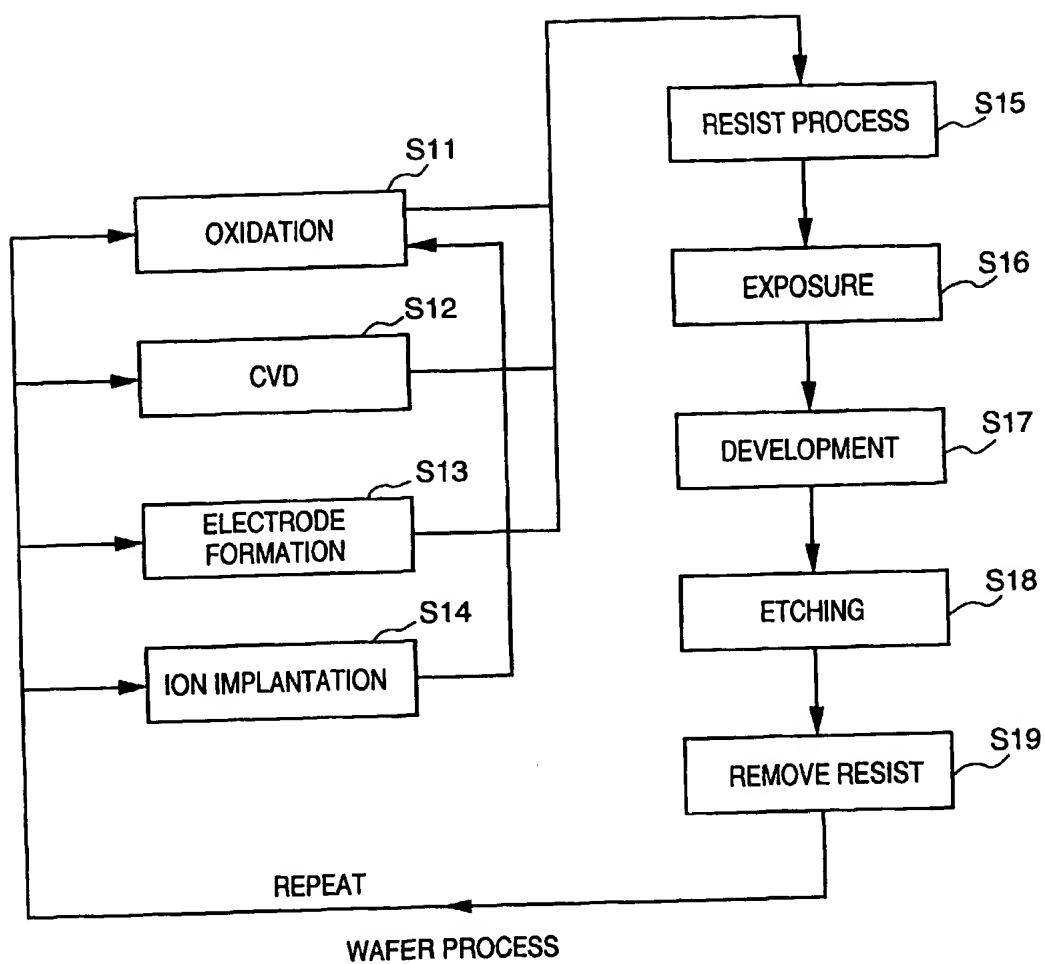 S11
OXIDATION
S12
CVD
S13
ELECTRODE
FORMATION
S14
ION IMPLANTATION
S15
RESIST PROCESS
S16
EXPOSURE
S17
DEVELOPMENT
S18
ETCHING
S19
REMOVE RESIST
REPEAT
WAFER PROCESS